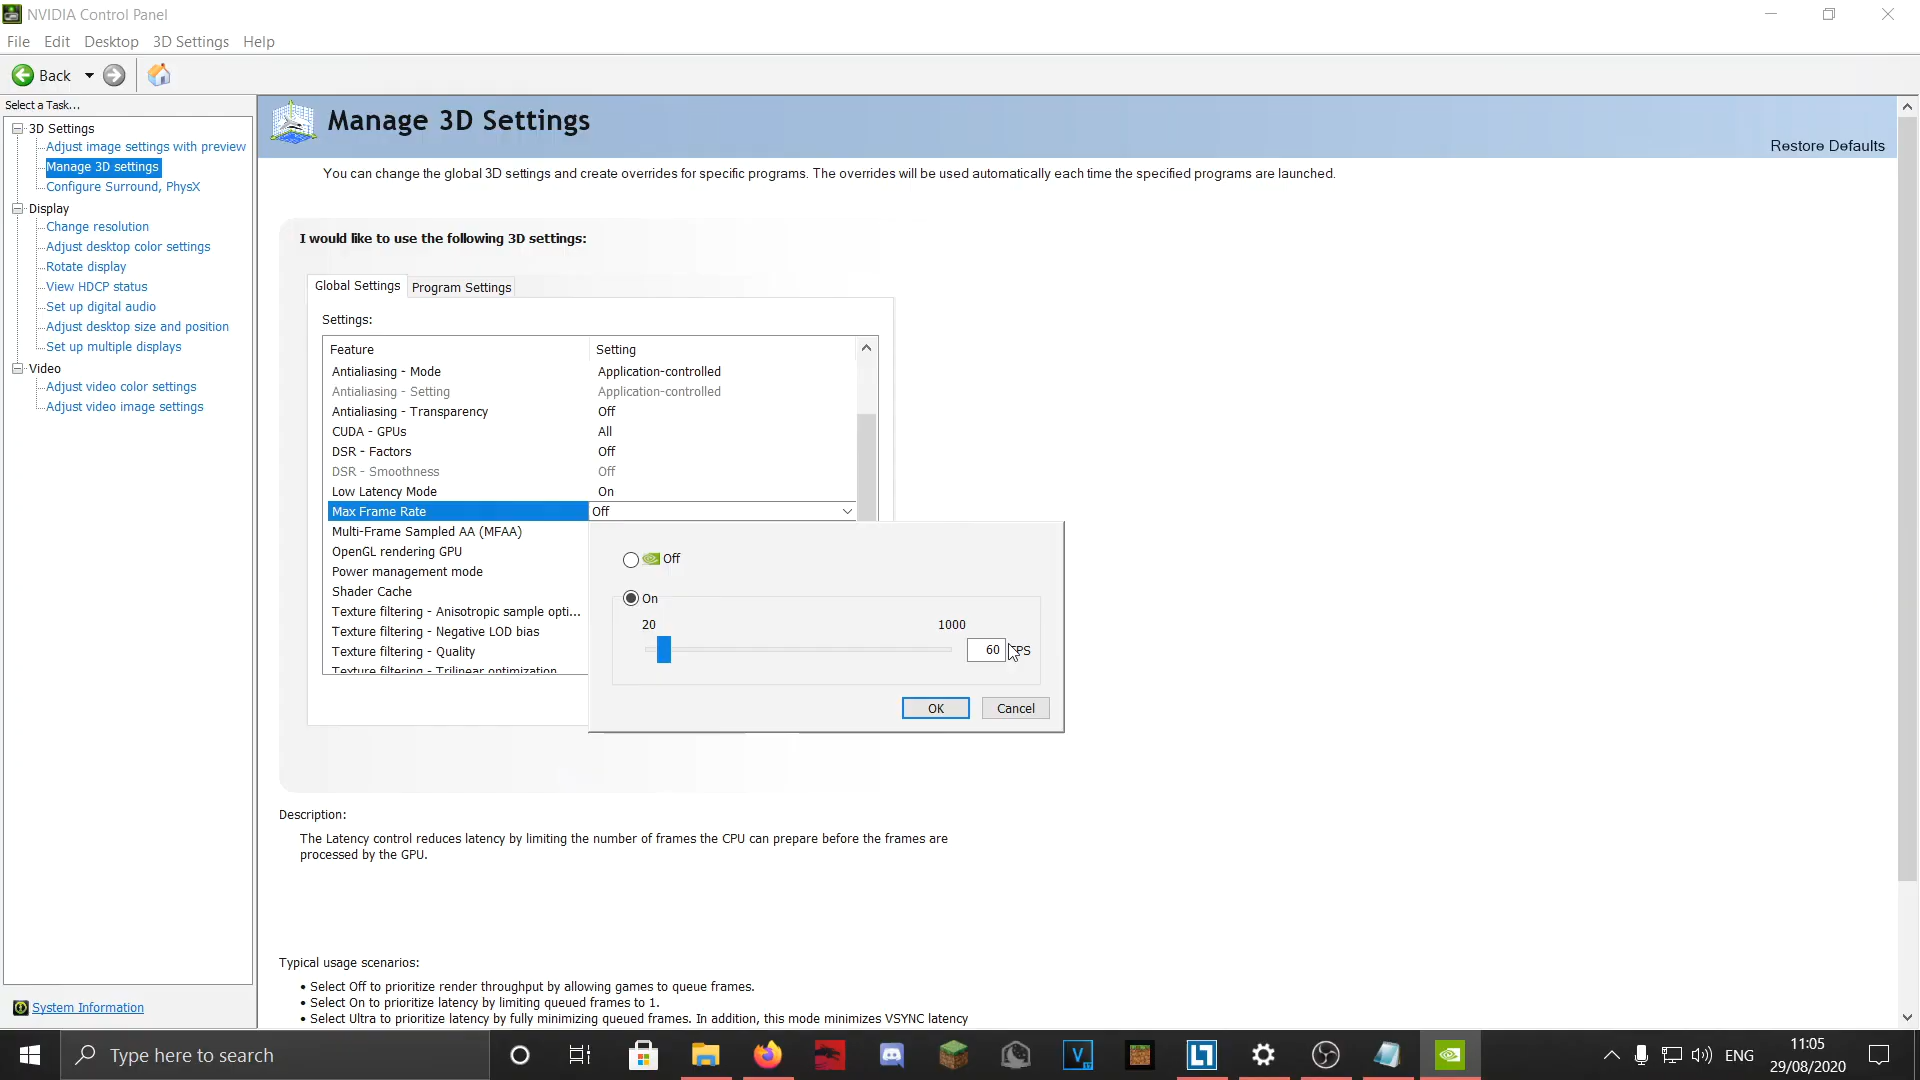 NVIDIA Control Panel
File Edit Desktop 3D Settings Help
Back
Select a Task...
3D Settings
Adjust image settings with preview
Manage 3D settings
Configure Surround, PhysX
Display
Change resolution
Adjust desktop color settings
Rotate display
View HDCP status
Set up digital audio
Adjust desktop size and position
Set up multiple displays
Video
Adjust video color settings
Adjust video image settings
System Information
Manage 3D Settings
Restore Defaults
You can change the global 3D settings and create overrides for specific programs. The overrides will be used automatically each time the specified programs are launched.
I would like to use the following 3D settings:
Global Settings Program Settings
Settings:
Feature Setting
Antialiasing - Mode Application-controlled
Antialiasing - Setting Application-controlled
Antialiasing - Transparency Off
CUDA - GPUs All
DSR - Factors Off
DSR - Smoothness Off
Low Latency Mode On
Max Frame Rate Off
Multi-Frame Sampled AA (MFAA)
OpenGL rendering GPU
Power management mode
Shader Cache
Texture filtering - Anisotropic sample opti...
Texture filtering - Negative LOD bias
Texture filtering - Quality
Texture filtering - Trilinear optimization
Off
On
20 1000
60
OK Cancel
Description:
The Latency control reduces latency by limiting the number of frames the CPU can prepare before the frames are
processed by the GPU.
Typical usage scenarios:
• Select Off to prioritize render throughput by allowing games to queue frames.
• Select On to prioritize latency by limiting queued frames to 1.
• Select Ultra to prioritize latency by fully minimizing queued frames. In addition, this mode minimizes VSYNC latency
Type here to search
ENG
11:05
29/08/2020